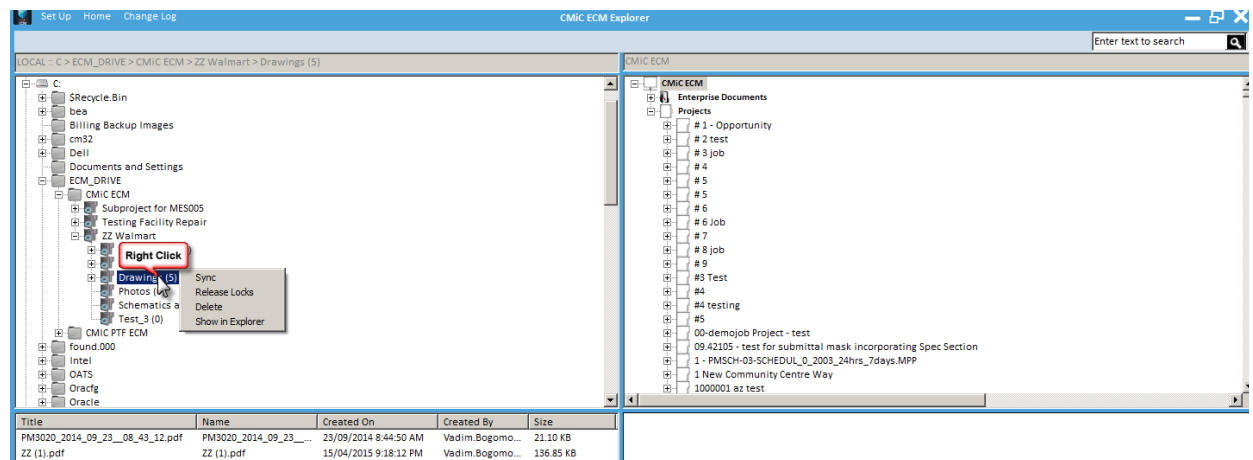 Set Up Home Change Log CMiC ECM Explorer
Enter text to search
LOCAL :: C > ECM_DRIVE > CMiC ECM > ZZ Walmart > Drawings (5)
CMiC ECM
C:
$Recycle.Bin
bea
Billing Backup Images
cm32
Dell
Documents and Settings
ECM_DRIVE
CMiC ECM
Subproject for MES005
Testing Facility Repair
ZZ Walmart
Right Click
Drawings (5)
Photos
Schematics
Test_3 (0)
CMIC PTF ECM
found.000
Intel
OATS
Oracfg
Oracle
Sync
Release Locks
Delete
Show in Explorer
CMiC ECM
Enterprise Documents
Projects
# 1 - Opportunity
# 2 test
# 3 job
# 4
# 5
# 5
# 6
# 6 Job
# 7
# 8 job
# 9
#3 Test
#4
#4 testing
#5
00-demojob Project - test
09.42105 - test for submittal mask incorporating Spec Section
1 - PMSCH-03-SCHEDUL_0_2003_24hrs_7days.MPP
1 New Community Centre Way
1000001 az test
Title Name Created On Created By Size
PM3020_2014_09_23__08_43_12.pdf PM3020_2014_09_23__... 23/09/2014 8:44:50 AM Vadim.Bogomo... 21.10 KB
ZZ (1).pdf ZZ (1).pdf 15/04/2015 9:18:12 PM Vadim.Bogomo... 136.85 KB